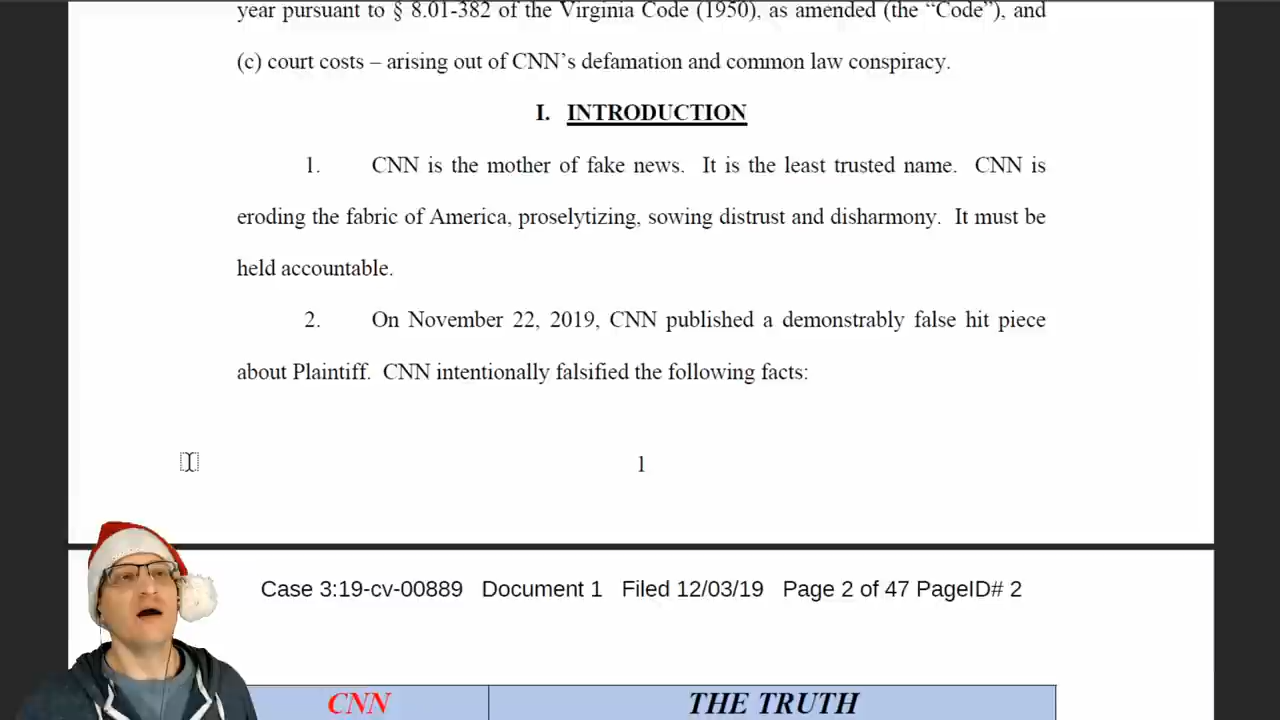 year pursuant to § 8.01-382 of the Virginia Code (1950), as amended (the “Code”), and
(c) court costs – arising out of CNN’s defamation and common law conspiracy.
I. INTRODUCTION
1. CNN is the mother of fake news. It is the least trusted name. CNN is
eroding the fabric of America, proselytizing, sowing distrust and disharmony. It must be
held accountable.
2. On November 22, 2019, CNN published a demonstrably false hit piece
about Plaintiff. CNN intentionally falsified the following facts:
1
Case 3:19-cv-00889 Document 1 Filed 12/03/19 Page 2 of 47 PageID# 2
CNN THE TRUTH